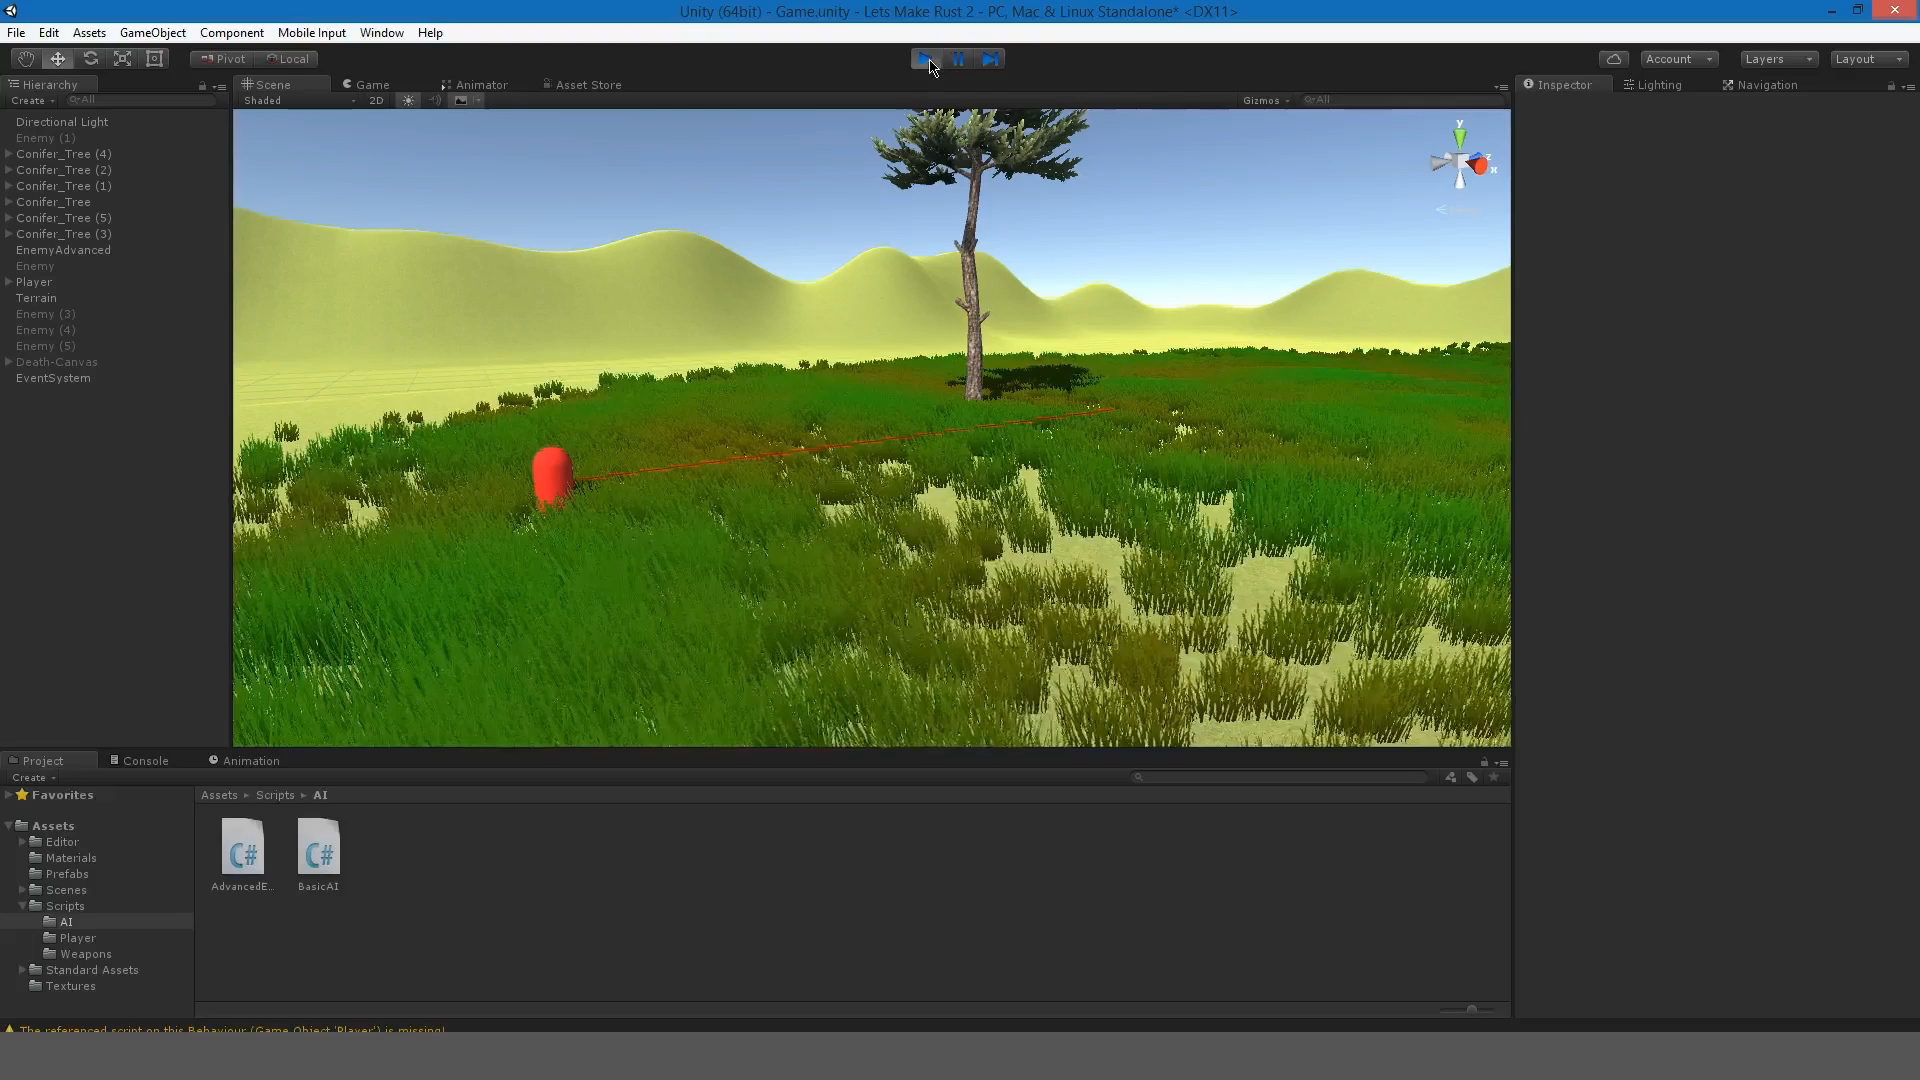 Unity (64bit) - Game.unity - Lets Make Rust 2 - PC, Mac & Linux Standalone* <DX11>
File Edit Assets GameObject Component Mobile Input Window Help
Pivot Local Account Layers Layout
Hierarchy Scene Game Animator Asset Store Inspector Lighting Navigation
Create All Shaded 2D Gizmos All
Directional Light
Enemy (1)
Conifer_Tree (4)
Conifer_Tree (2)
Conifer_Tree (1)
Conifer_Tree
Conifer_Tree (5)
Conifer_Tree (3)
EnemyAdvanced
Enemy
Player
Terrain
Enemy (3)
Enemy (4)
Enemy (5)
Death-Canvas
EventSystem
y
z
x
Project Console Animation
Create
Favorites
Assets
Editor
Materials
Prefabs
Scenes
Scripts
AI
Player
Weapons
Standard Assets
Textures
Assets Scripts AI
C# C#
AdvancedE... BasicAI
The referenced script on this Behaviour (Game Object 'Player') is missing!